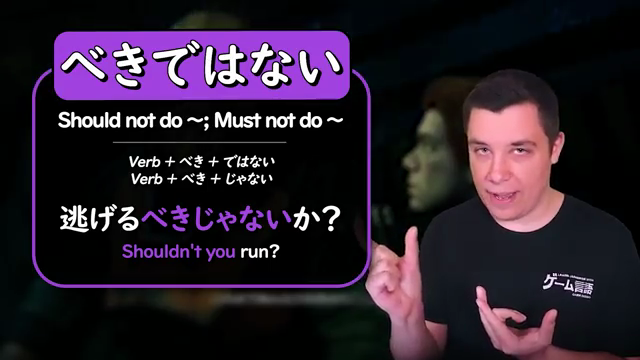 べきではない
Should not do ～; Must not do ～
Verb + べき + ではない
Verb + べき + じゃない
逃げるべきじゃないか?
Shouldn't you run?
ゲーム言語